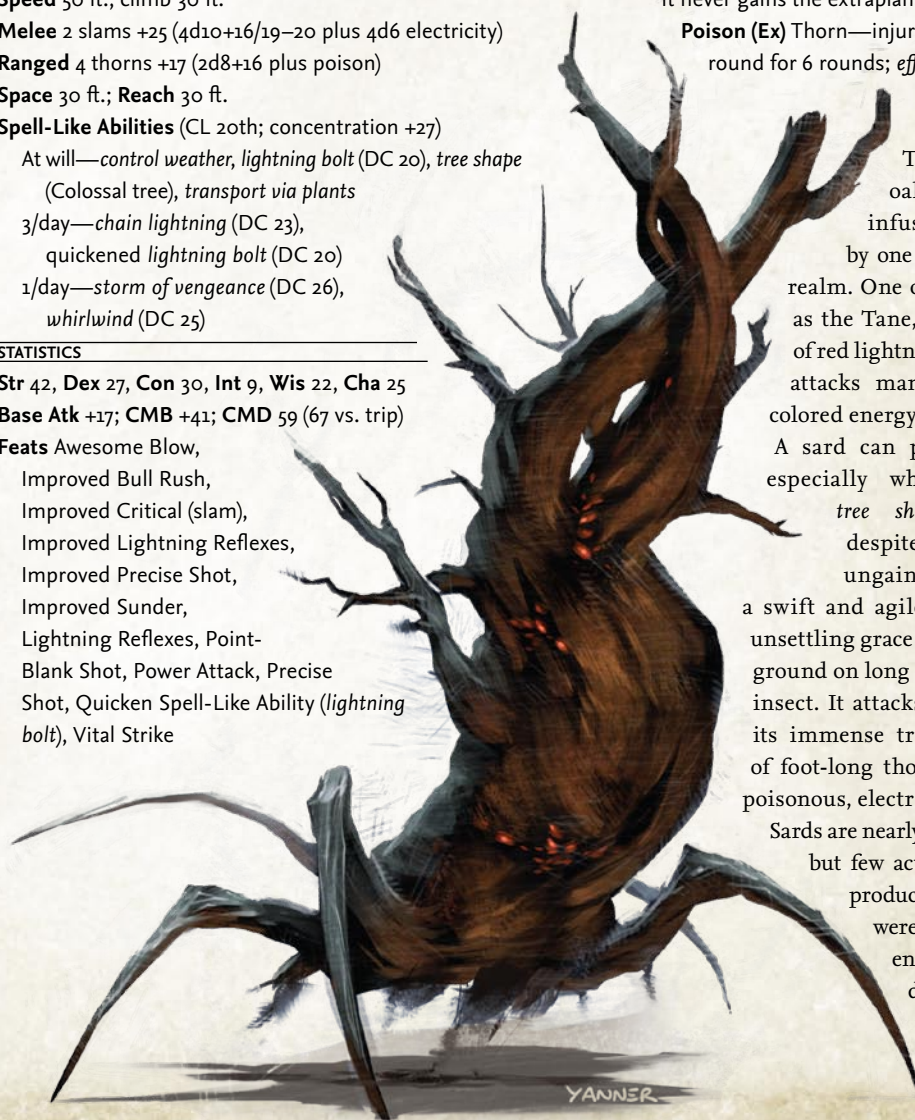 Speed 50 ft., climb 30 ft.
Melee 2 slams +25 (4d10+16/19–20 plus 4d6 electricity)
Ranged 4 thorns +17 (2d8+16 plus poison)
Space 30 ft.; Reach 30 ft.
Spell-Like Abilities (CL 20th; concentration +27)
At will—control weather, lightning bolt (DC 20), tree shape
(Colossal tree), transport via plants
3/day—chain lightning (DC 23),
quickened lightning bolt (DC 20)
1/day—storm of vengeance (DC 26),
whirlwind (DC 25)
STATISTICS
Str 42, Dex 27, Con 30, Int 9, Wis 22, Cha 25
Base Atk +17; CMB +41; CMD 59 (67 vs. trip)
Feats Awesome Blow,
Improved Bull Rush,
Improved Critical (slam),
Improved Lightning Reflexes,
Improved Precise Shot,
Improved Sunder,
Lightning Reflexes, Point-
Blank Shot, Power Attack, Precise
Shot, Quicken Spell-Like Ability (lightning
bolt), Vital Strike
it never gains the extraplan
Poison (Ex) Thorn—injur
round for 6 rounds; eff
T
oa
infus
by one
realm. One o
as the Tane,
of red lightn
attacks man
colored energy
A sard can p
especially wh
tree sh
despite
ungain
a swift and agile
unsettling grace
ground on long
insect. It attacks
its immense tr
of foot-long tho
poisonous, electr
Sards are nearly
but few ac
produc
were
en
d
YANNER